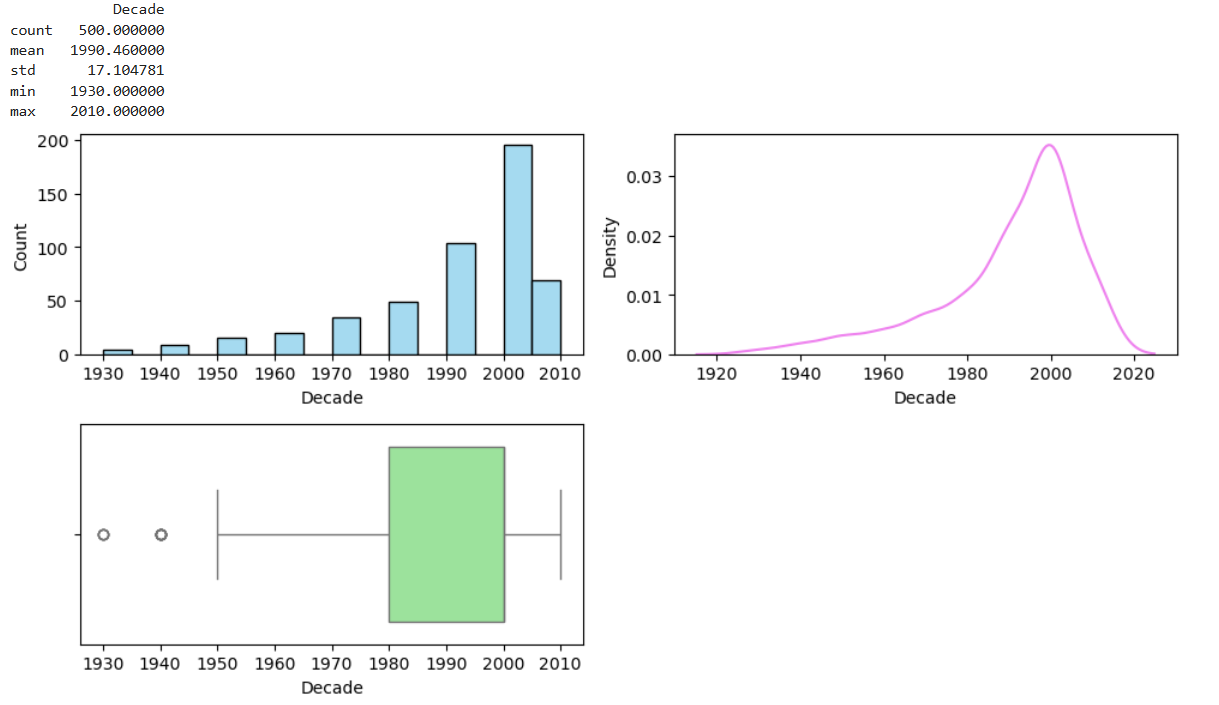 Decade
count 500.000000
mean 1990.460000
std 17.104781
min 1930.000000
max 2010.000000
200
150
100
50
0
Count
1930 1940 1950 1960 1970 1980 1990 2000 2010
Decade
0.03
0.02
0.01
0.00
Density
1920 1940 1960 1980 2000 2020
Decade
1930 1940 1950 1960 1970 1980 1990 2000 2010
Decade